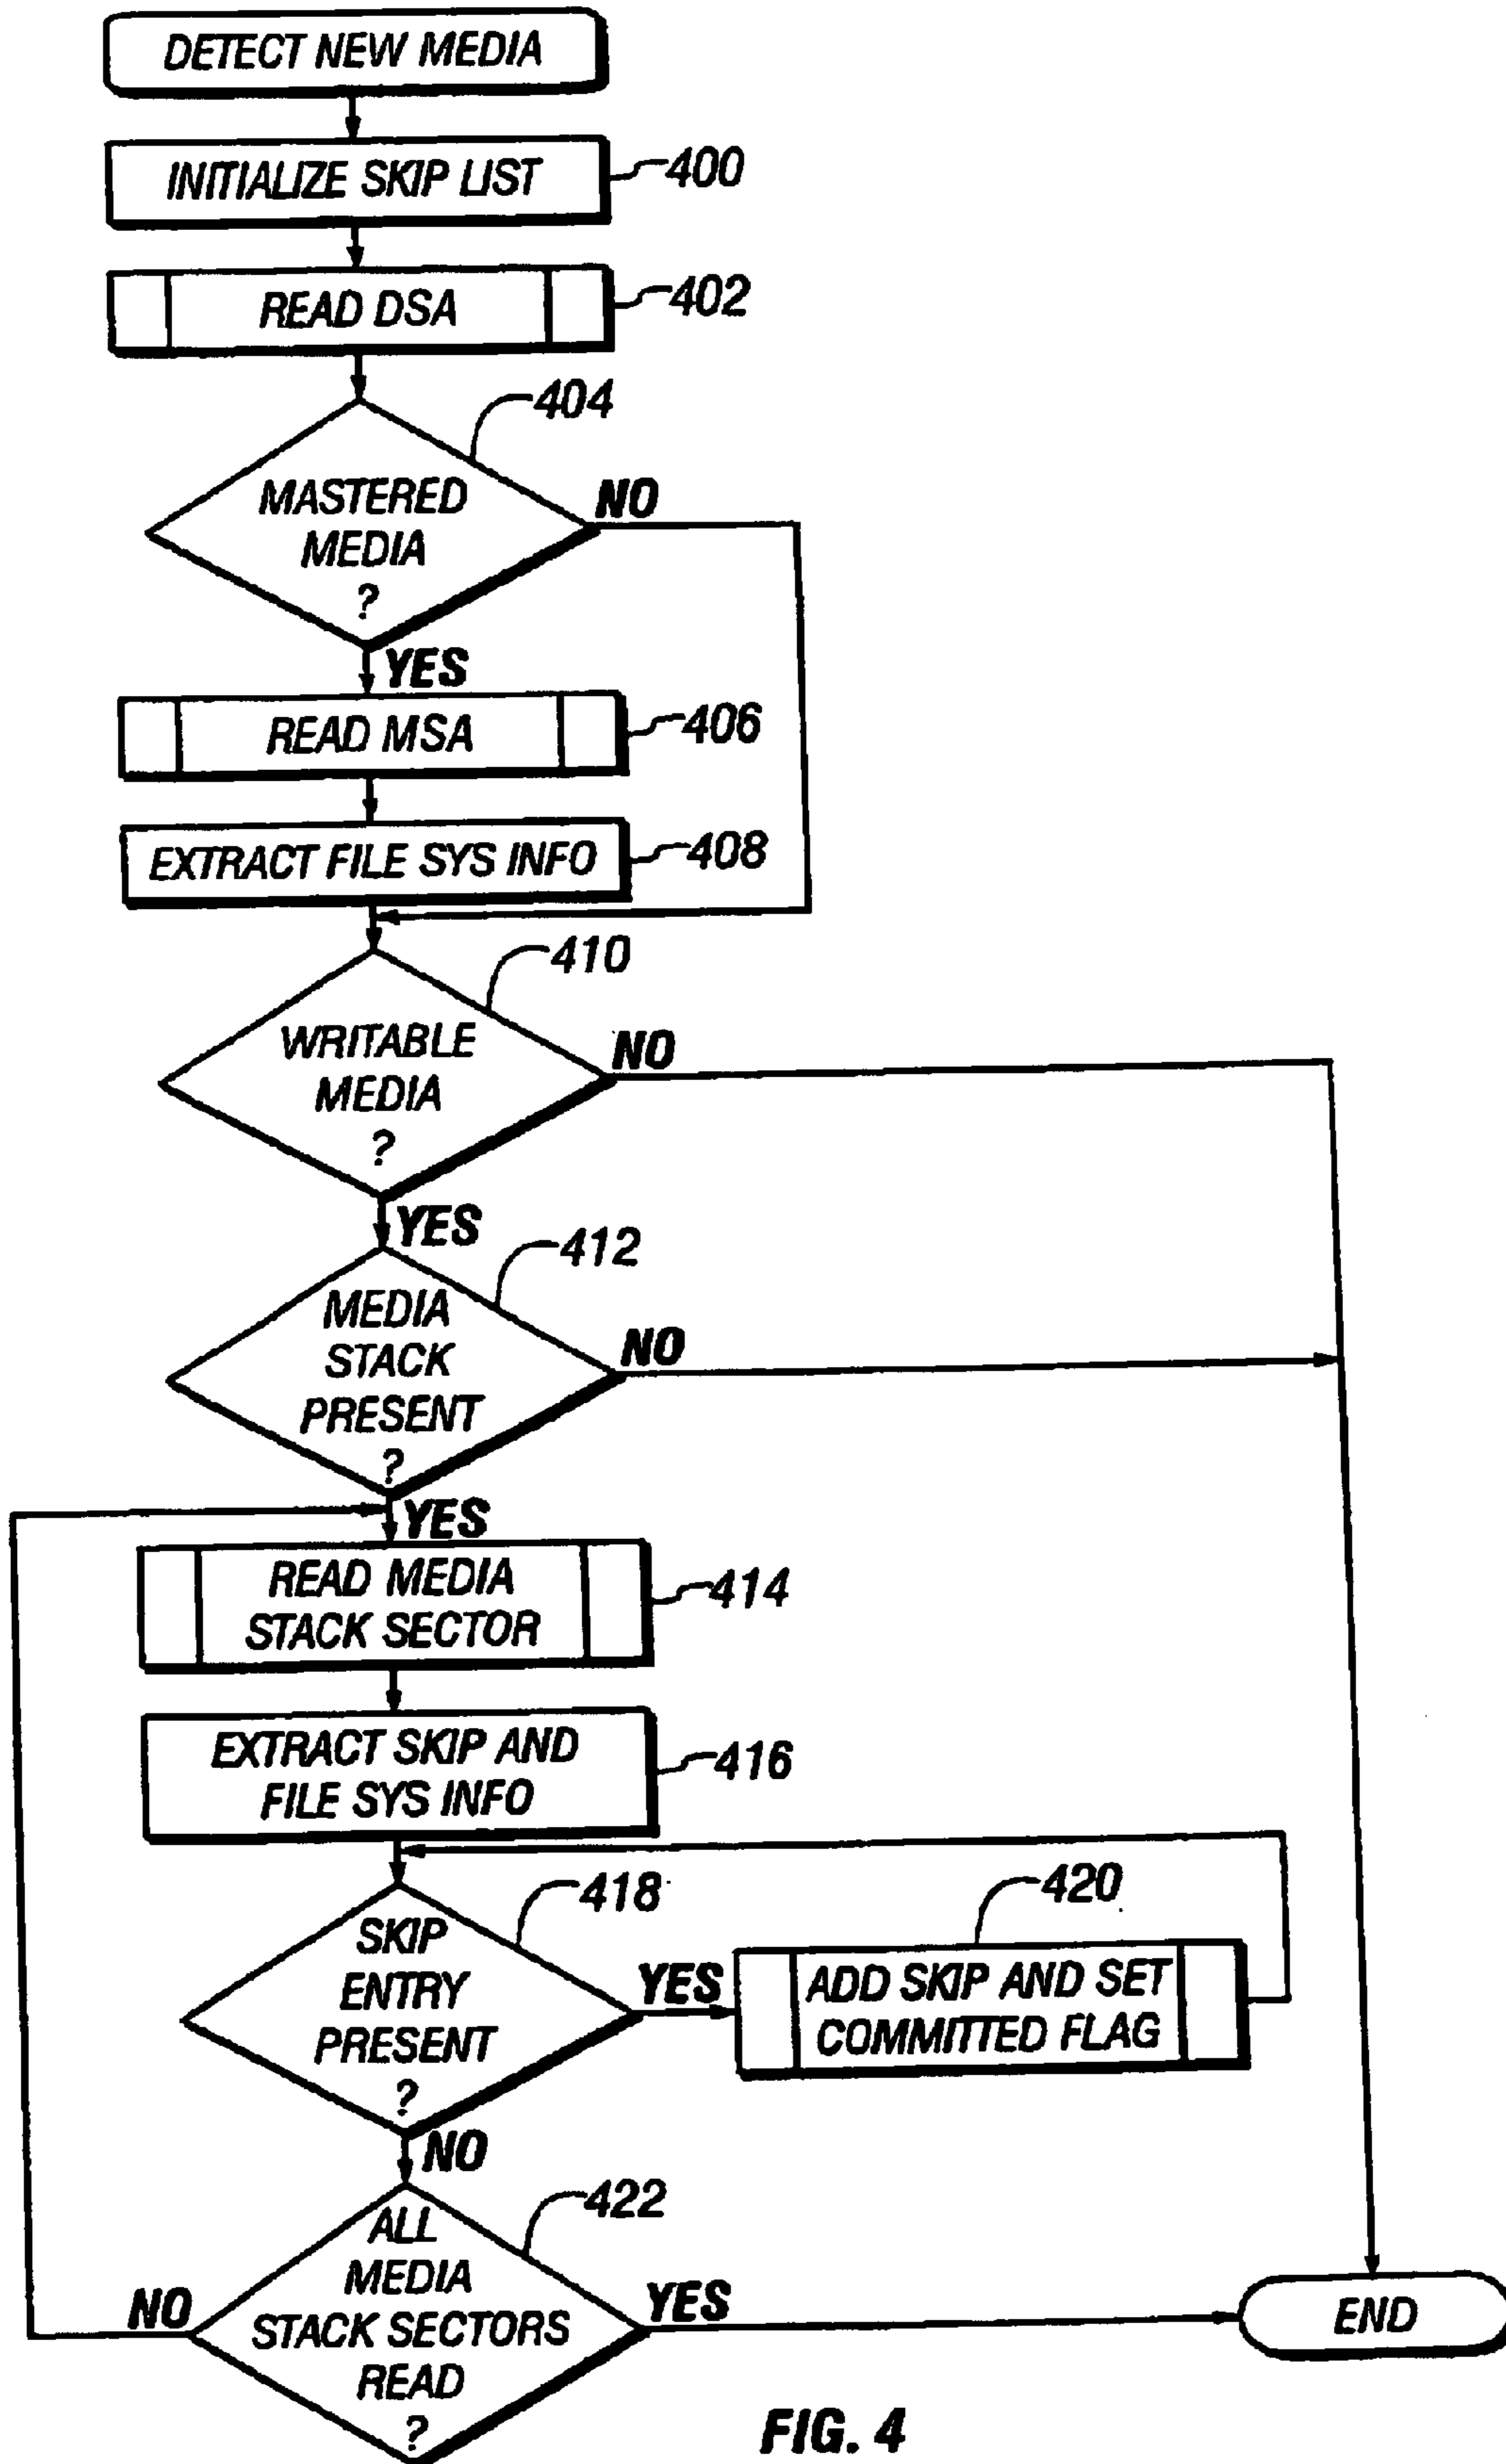 DETECT NEW MEDIA
INITIALIZE SKIP LIST
400
READ DSA
402
404
MASTERED
MEDIA
?
NO
YES
READ MSA
406
EXTRACT FILE SYS INFO
408
410
WRITABLE
MEDIA
?
NO
YES
412
MEDIA
STACK
PRESENT
?
NO
YES
READ MEDIA
STACK SECTOR
414
EXTRACT SKIP AND
FILE SYS INFO
416
418
SKIP
ENTRY
PRESENT
?
YES
420
ADD SKIP AND SET
COMMITTED FLAG
NO
422
ALL
MEDIA
STACK SECTORS
READ
?
NO
YES
END
FIG. 4